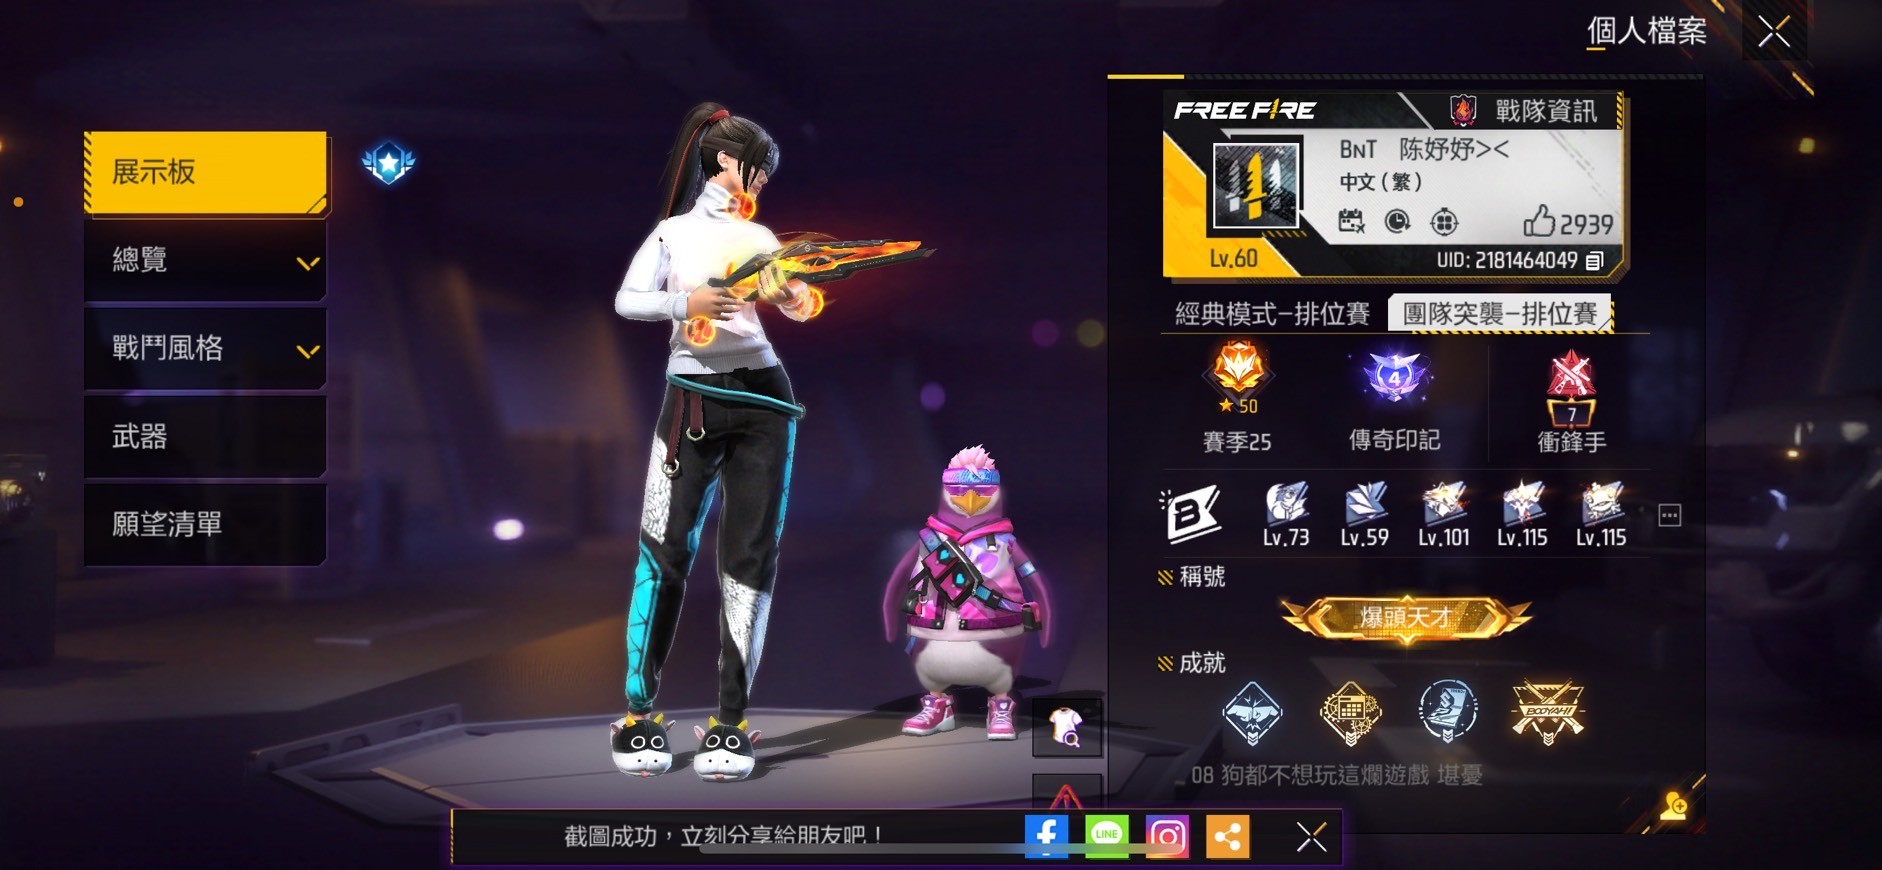 個人檔案
展示板
總覽
戰鬥風格
武器
願望清單
FREE FIRE
戰隊資訊
BNT 陈妤妤><
中文(繁)
2939
Lv.60
UID: 2181464049
經典模式-排位賽
團隊突襲-排位賽
50
4
7
賽季25
傳奇印記
衝鋒手
B
Lv.73
Lv.59
Lv.101
Lv.115
Lv.115
稱號
爆頭天才
成就
BOOYAH!
08 狗都不想玩這爛遊戲 堪憂
截圖成功，立刻分享給朋友吧！
LINE